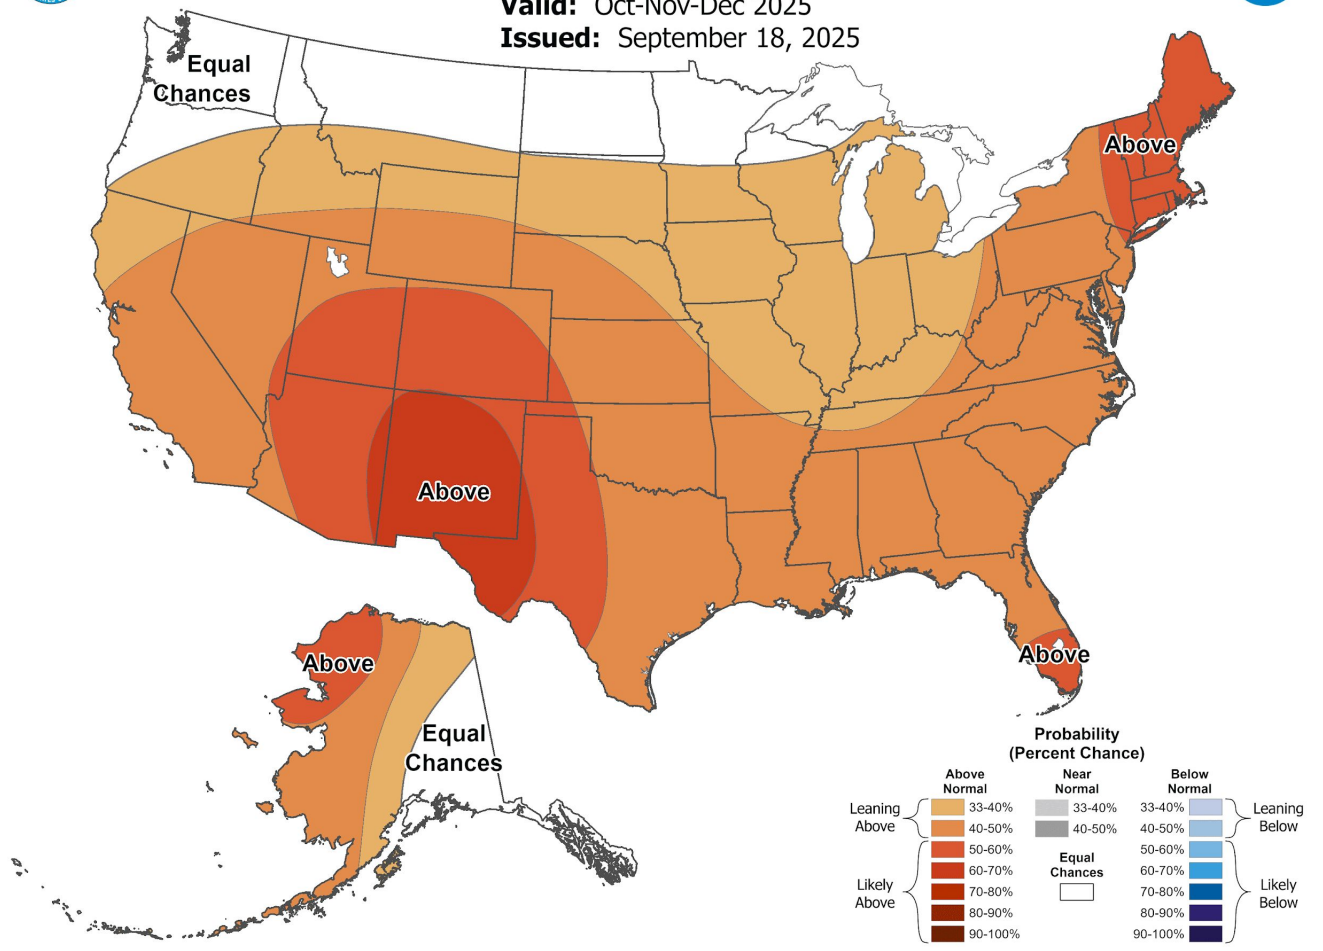 Valid: Oct-Nov-Dec 2025
Issued: September 18, 2025
Equal
Chances
Above
Above
Above
Above
Equal
Chances
Probability
(Percent Chance)
Above
Normal
Near
Normal
Below
Normal
Leaning
Above
33-40%
40-50%
33-40%
40-50%
33-40%
40-50%
Leaning
Below
Likely
Above
50-60%
60-70%
70-80%
80-90%
90-100%
Equal
Chances
50-60%
60-70%
70-80%
80-90%
90-100%
Likely
Below